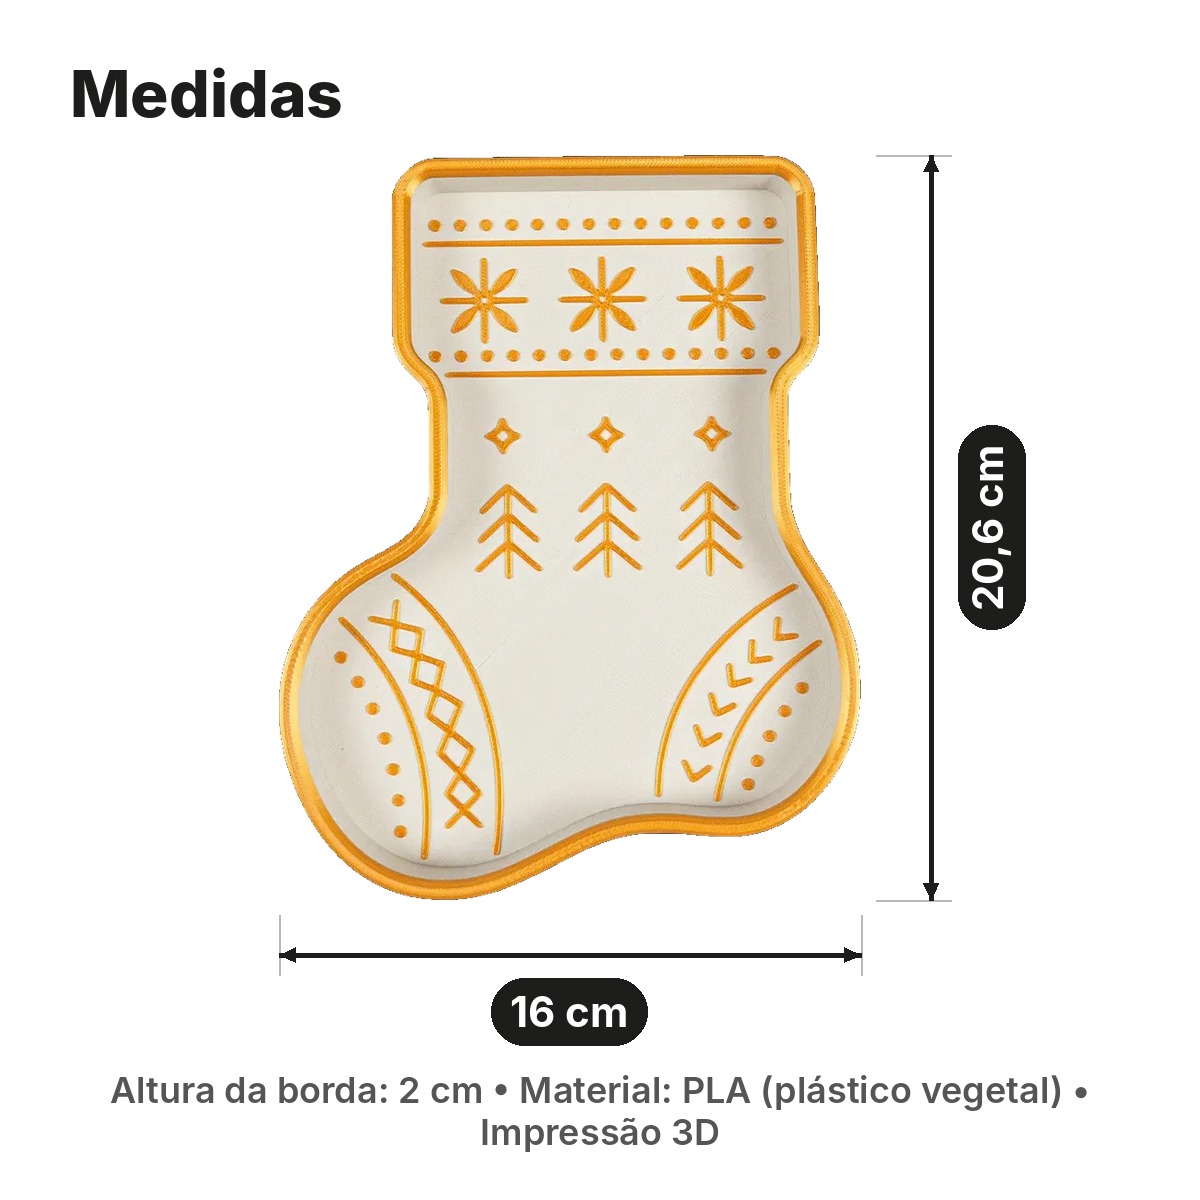 Medidas
20,6 cm
16 cm
Altura da borda: 2 cm • Material: PLA (plástico vegetal) •
Impressão 3D